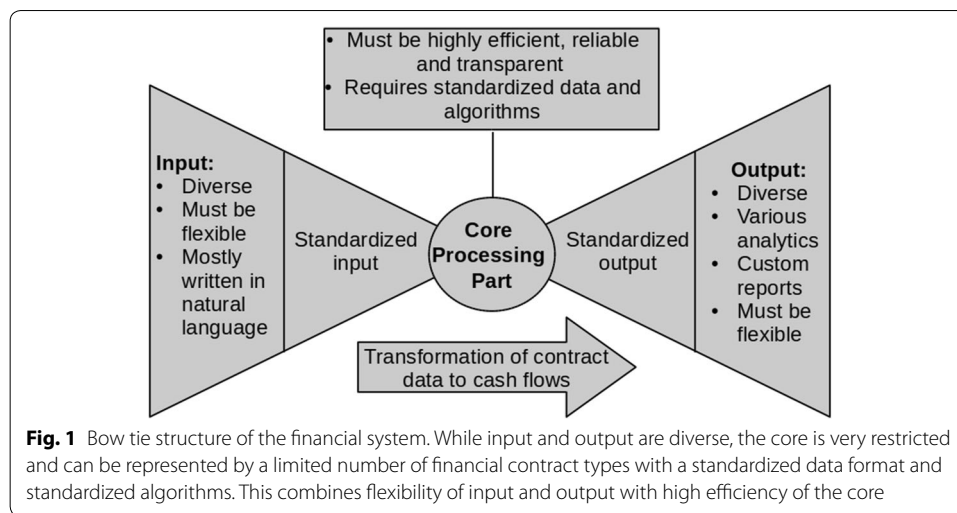 • Must be highly efficient, reliable
and transparent
• Requires standardized data and
algorithms
Input:
• Diverse
• Must be
flexible
• Mostly
written in
natural
language
Standardized
input
Core
Processing
Part
Standardized
output
Output:
• Diverse
• Various
analytics
• Custom
reports
• Must be
flexible
Transformation of contract
data to cash flows
Fig. 1 Bow tie structure of the financial system. While input and output are diverse, the core is very restricted
and can be represented by a limited number of financial contract types with a standardized data format and
standardized algorithms. This combines flexibility of input and output with high efficiency of the core